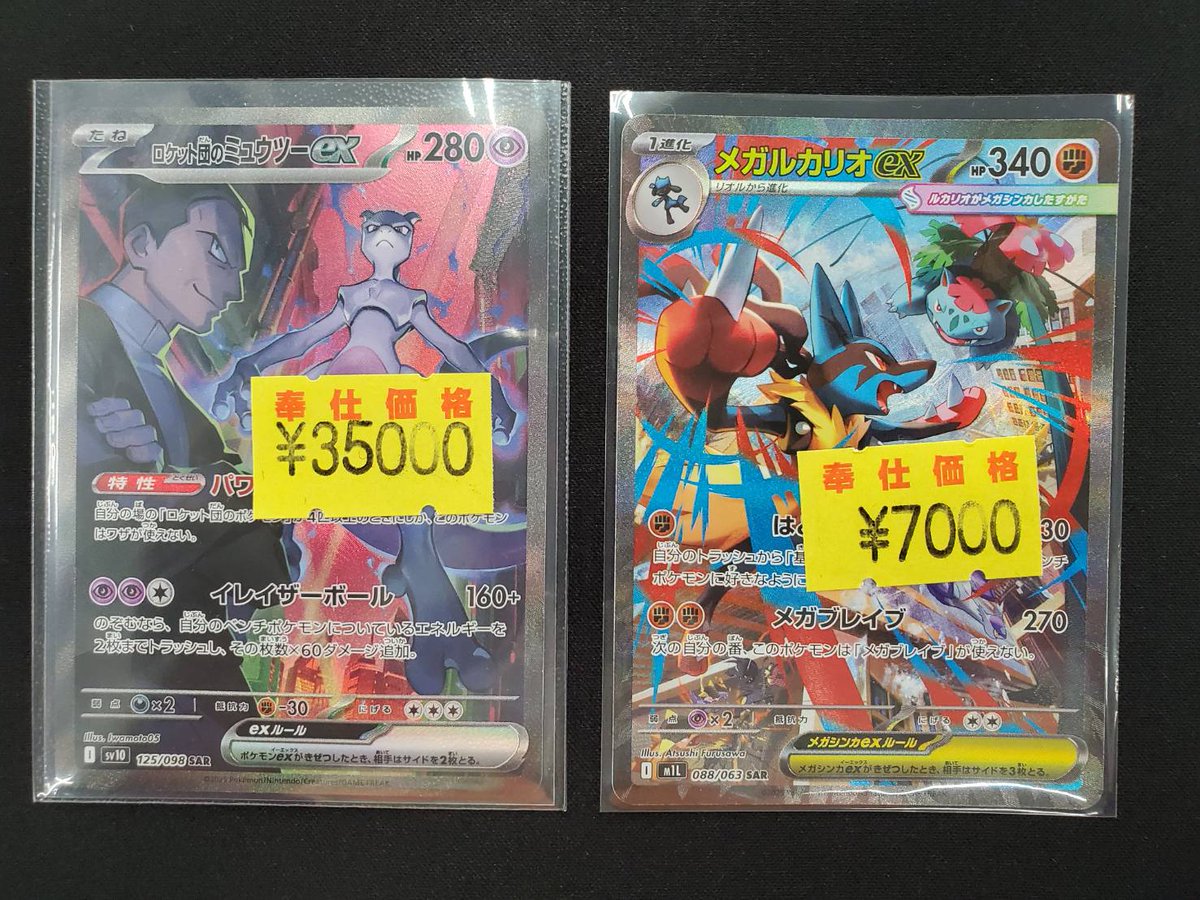 たね
ロケット団のミュウツーex HP280
奉仕価格
¥35000
特性 パワ
自分の場の「ロケット団のポケモン
はワザが使えない。
イレイザーボール 160+
のぞむなら、自分のベンチポケモンについているエネルギーを
2枚までトラッシュし、その枚数×60ダメージ追加。
弱点 ×2 抵抗力 -30 にげる
Illus. Iwamoto05
exルール
ポケモンexがきぜつしたとき、相手はサイドを2枚とる。
I sv10 125/098 SAR
1進化
メガルカリオex HP340
リオルから進化
ルカリオがメガシンカしたすがた
奉仕価格
¥7000
は
30
自分のトラッシュから「基
ンチ
ポケモンに好きなように
メガブレイブ 270
次の自分の番、このポケモンは「メガブレイブ」が使えない。
弱点 ×2 抵抗力 にげる
Illus. Atsushi Furusawa
メガシンカexルール
メガシンカexがきぜつしたとき、相手はサイドを3枚とる。
I m1L 088/063 SAR